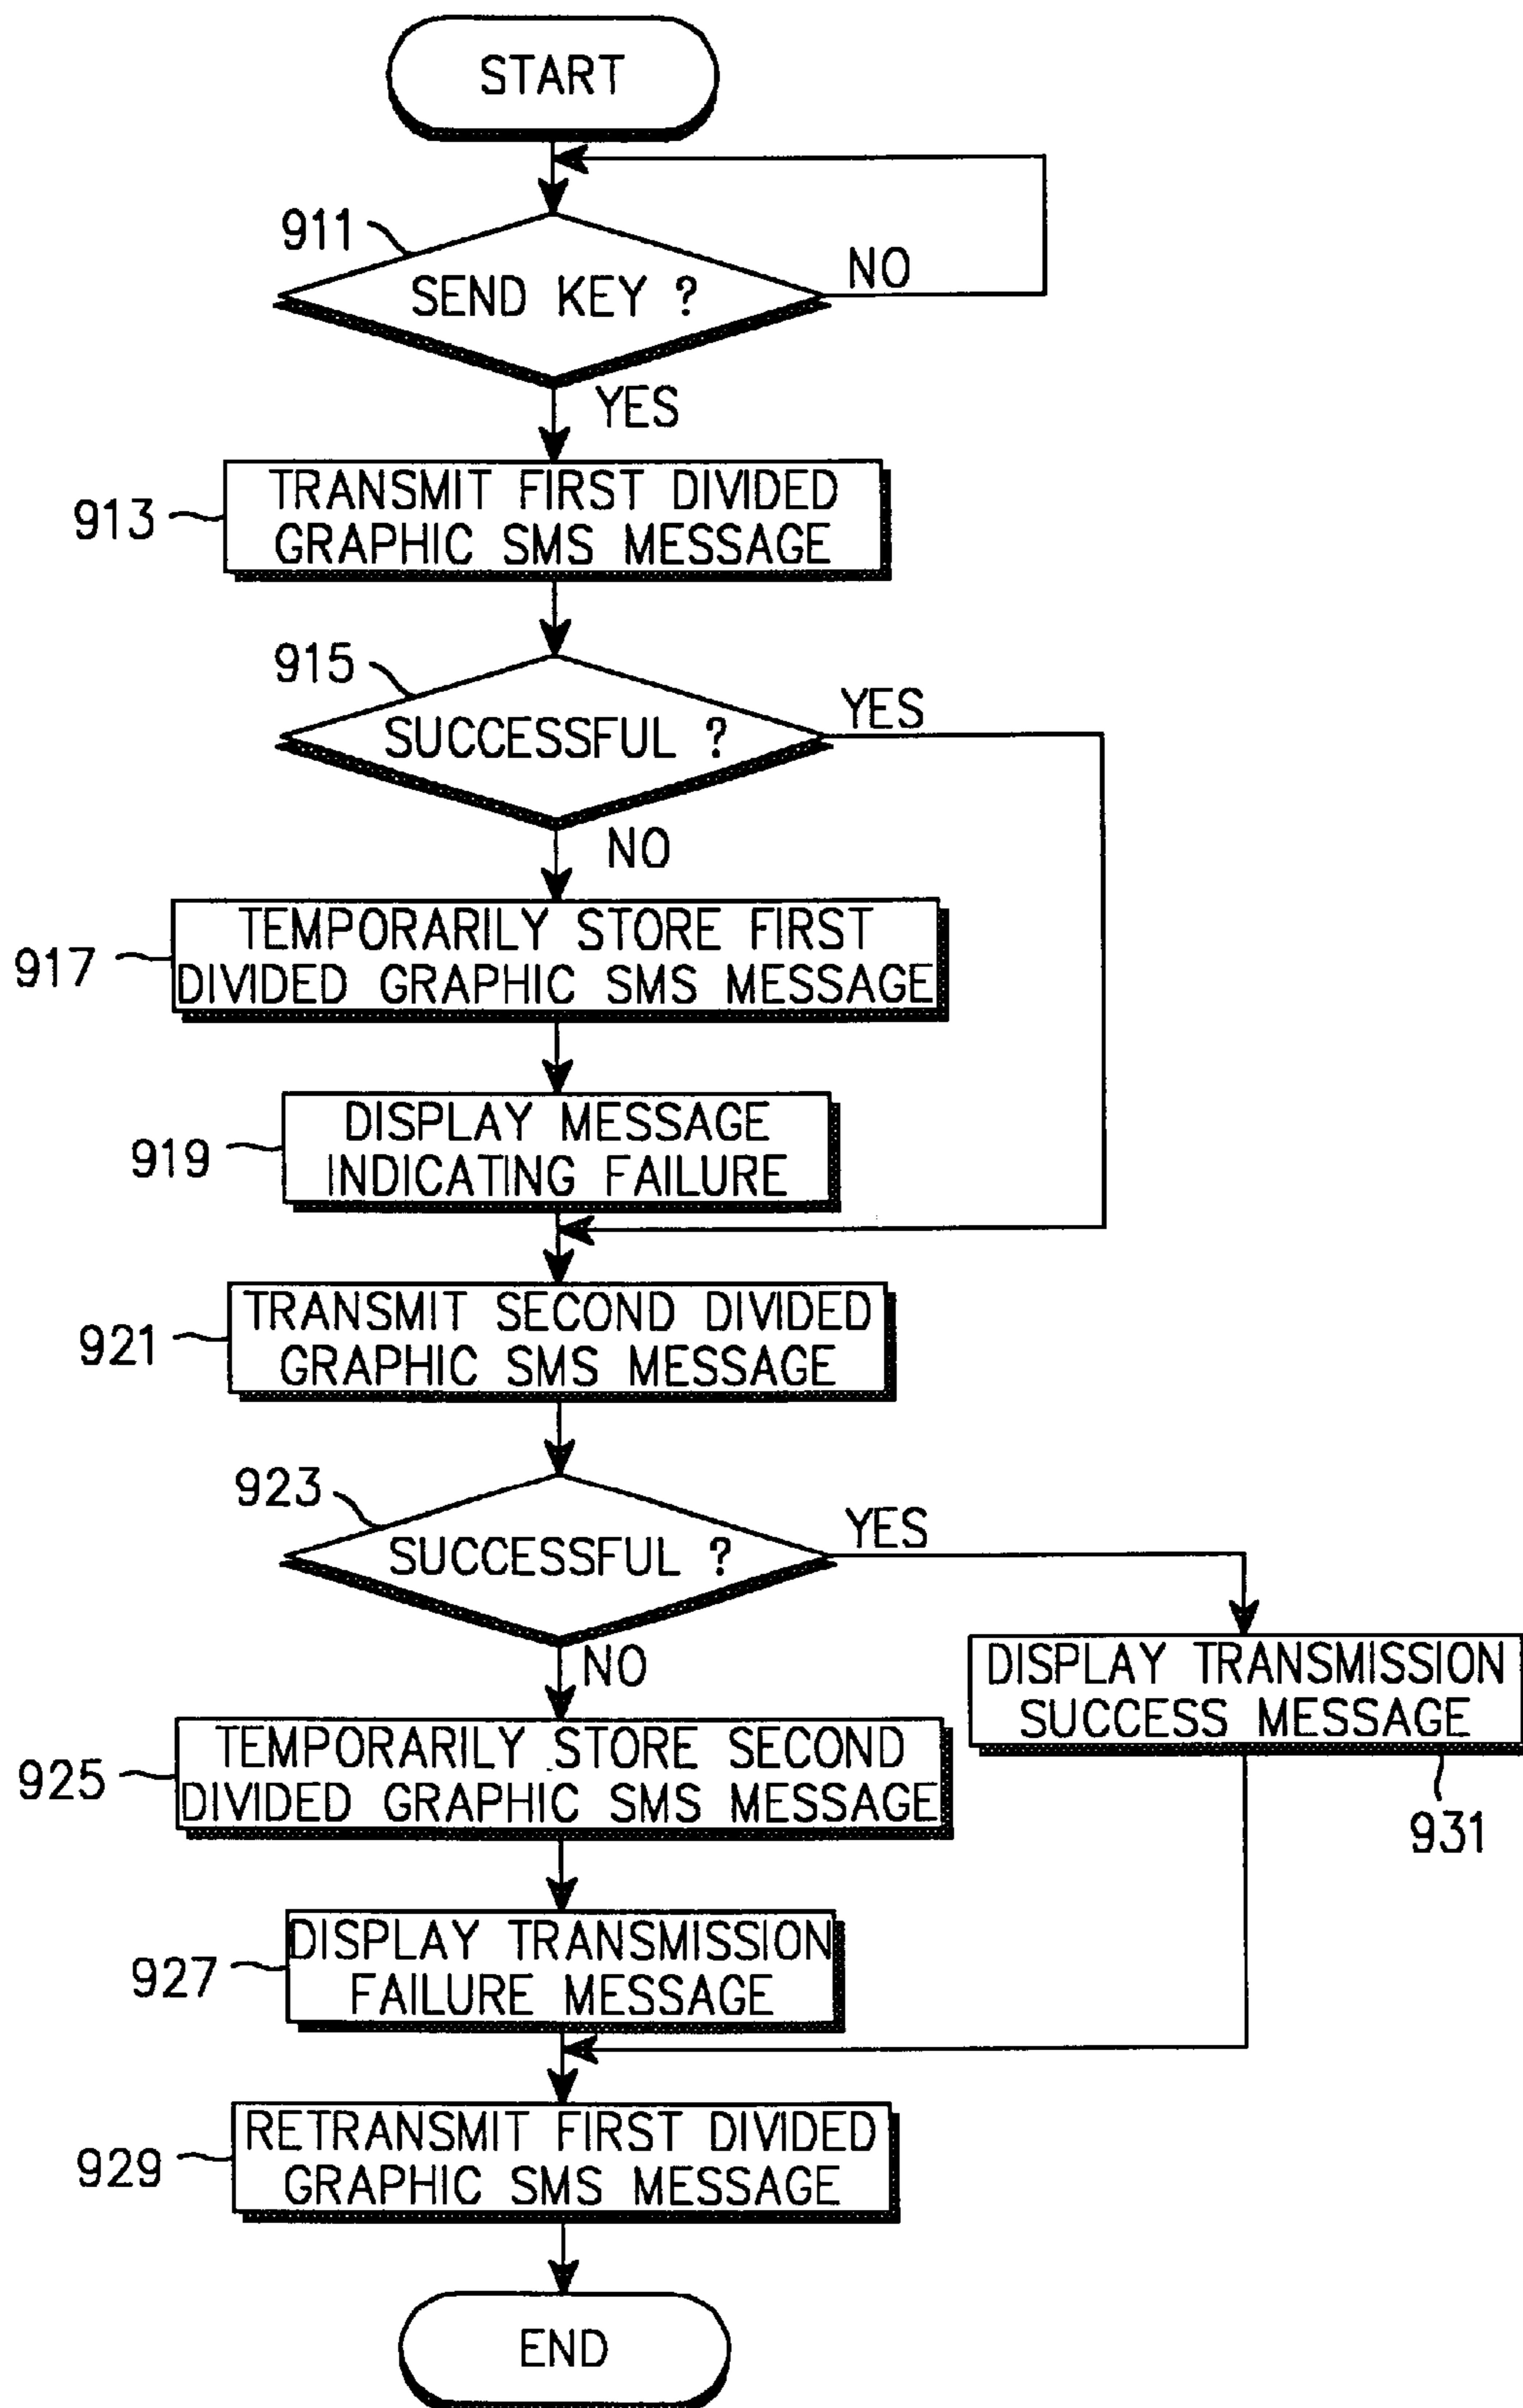 START
911
SEND KEY ?
NO
YES
913
TRANSMIT FIRST DIVIDED
GRAPHIC SMS MESSAGE
915
SUCCESSFUL ?
YES
NO
917
TEMPORARILY STORE FIRST
DIVIDED GRAPHIC SMS MESSAGE
919
DISPLAY MESSAGE
INDICATING FAILURE
921
TRANSMIT SECOND DIVIDED
GRAPHIC SMS MESSAGE
923
SUCCESSFUL ?
YES
NO
DISPLAY TRANSMISSION
SUCCESS MESSAGE
931
925
TEMPORARILY STORE SECOND
DIVIDED GRAPHIC SMS MESSAGE
927
DISPLAY TRANSMISSION
FAILURE MESSAGE
929
RETRANSMIT FIRST DIVIDED
GRAPHIC SMS MESSAGE
END